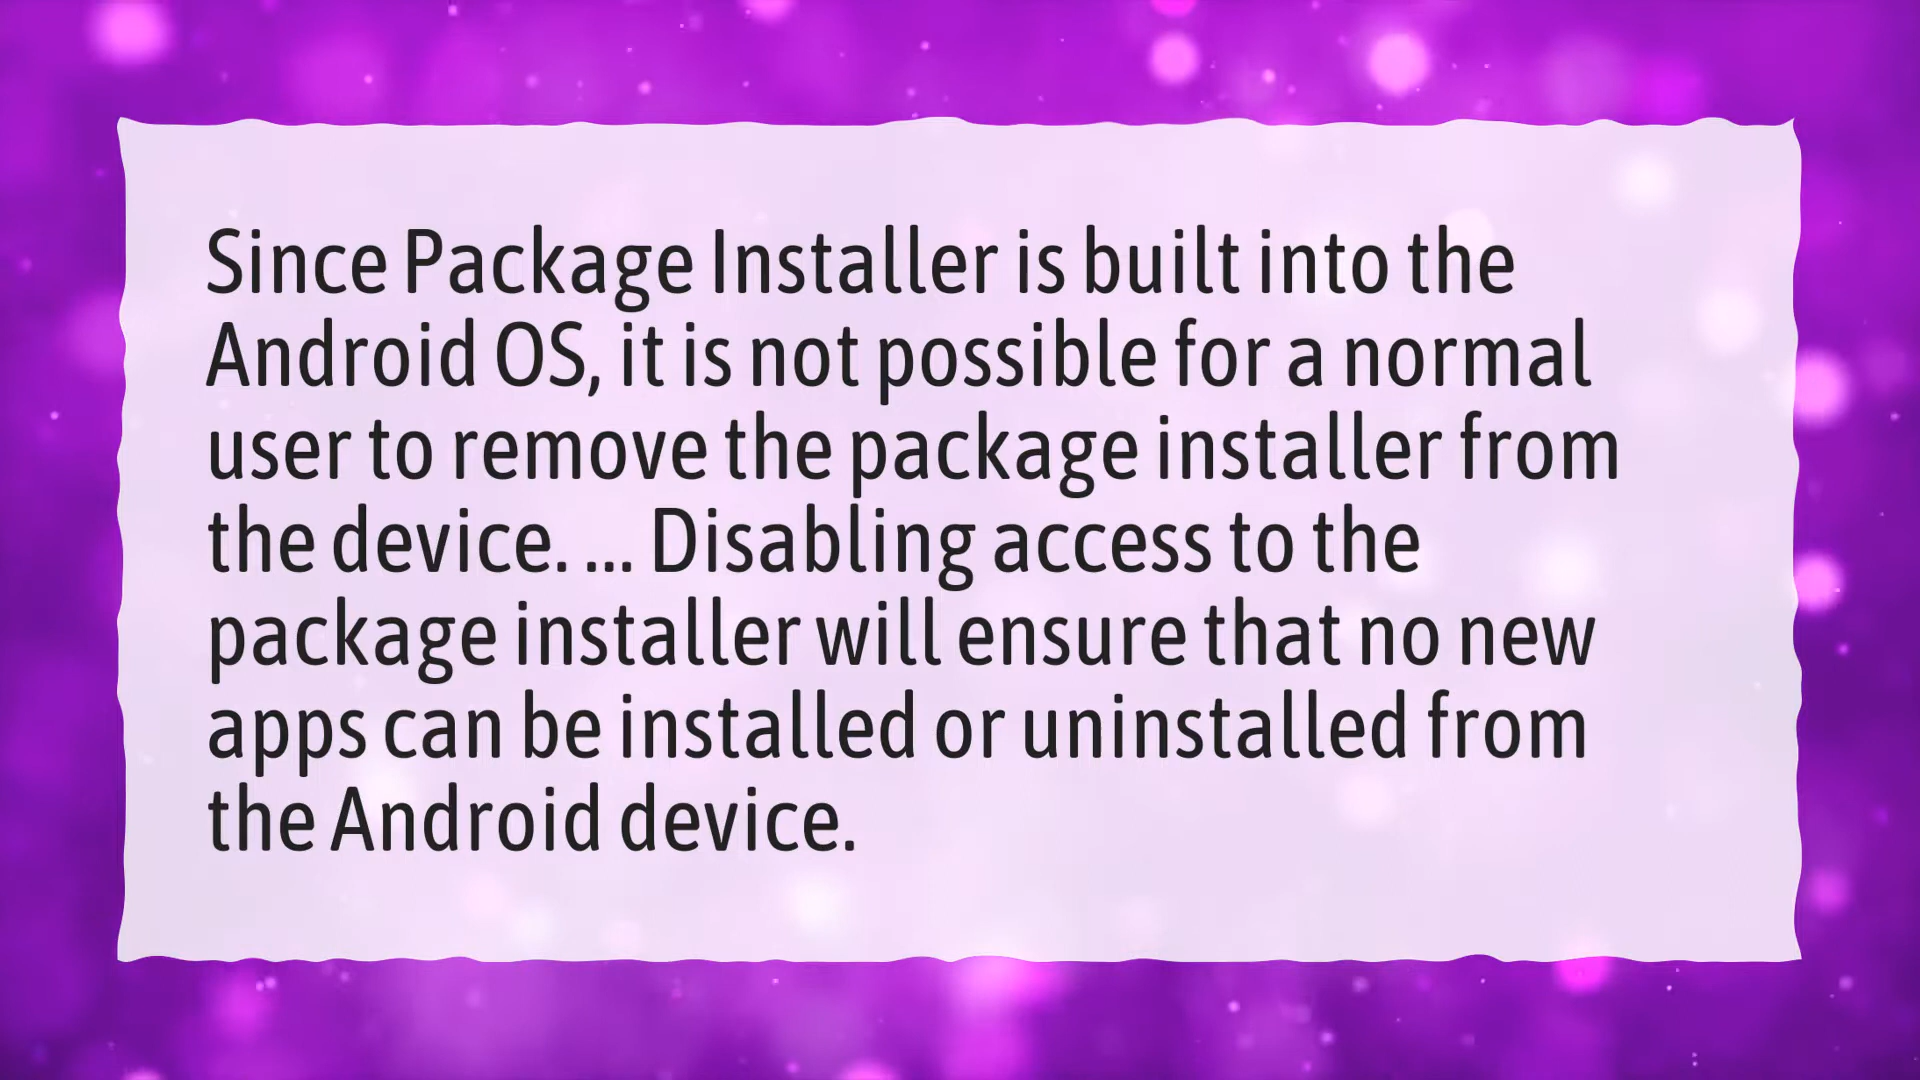 Since Package Installer is built into the
Android OS, it is not possible for a normal
user to remove the package installer from
the device. ... Disabling access to the
package installer will ensure that no new
apps can be installed or uninstalled from
the Android device.